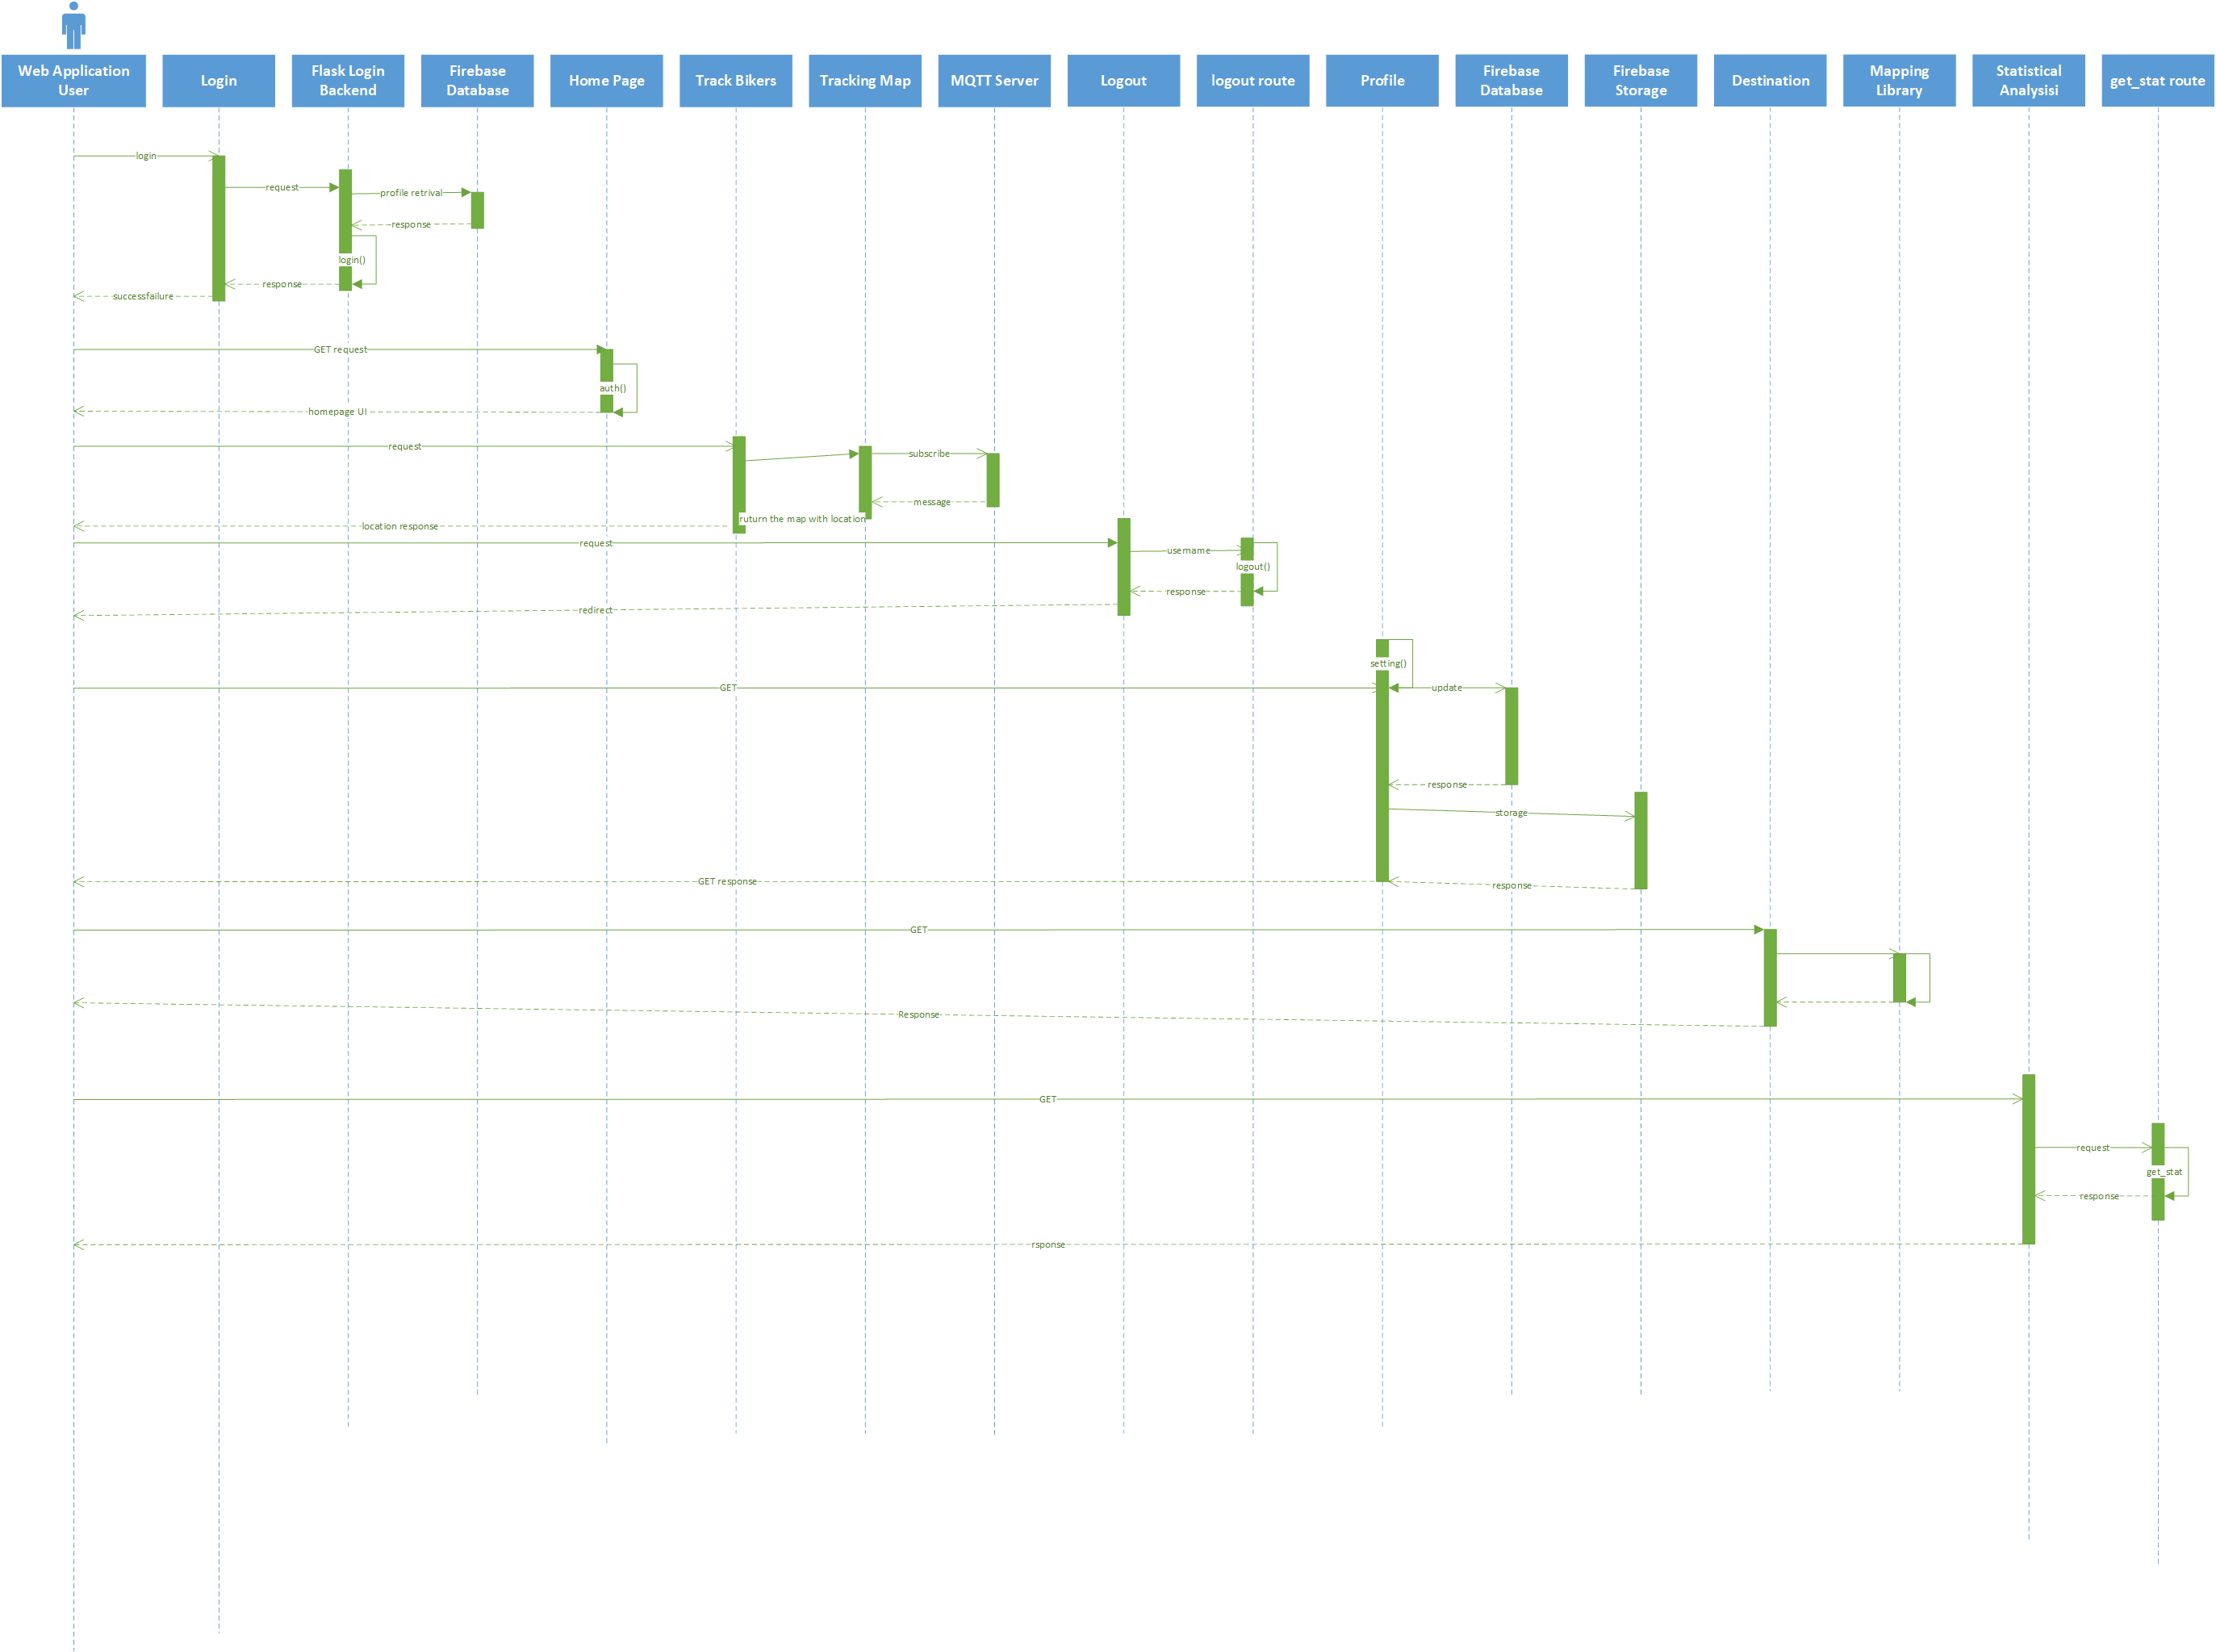 Web Application
User
Login
Flask Login
Backend
Firebase
Database
Home Page
Track Bikers
Tracking Map
MQTT Server
Logout
logout route
Profile
Firebase
Database
Firebase
Storage
Destination
Mapping
Library
Statistical
Analysisi
get_stat route
login
request
profile retrival
response
login()
response
successfailure
GET request
auth()
homepage UI
request
subscribe
message
ruturn the map with location
location response
request
username
logout()
response
redirect
setting()
GET
update
response
storage
GET response
response
GET
Response
GET
request
get_stat
response
rsponse